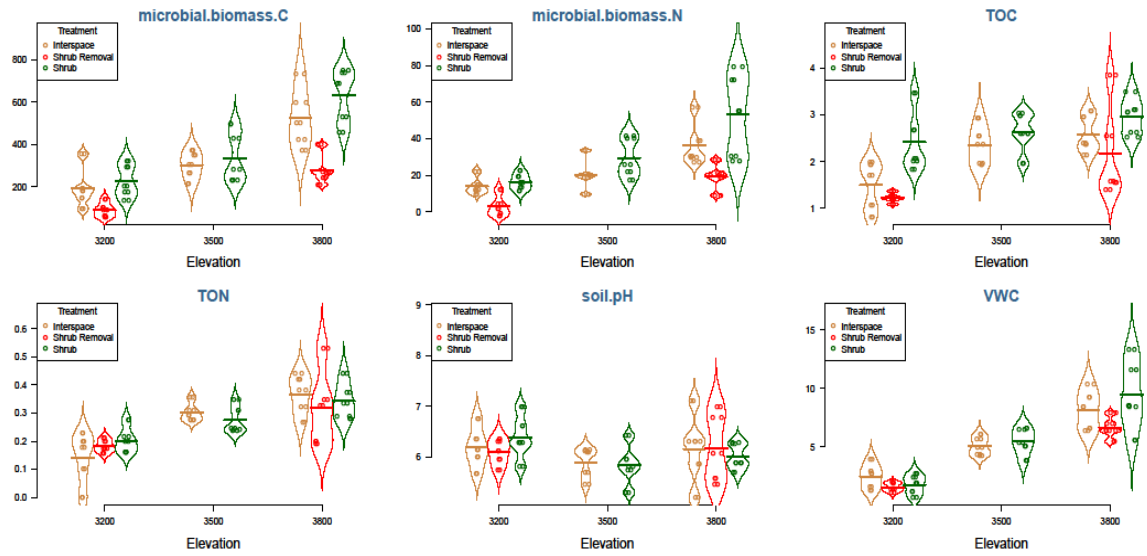 microbial.biomass.C
Treatment
Interspace
Shrub Removal
Shrub
800
600
400
200
3200
3500
3800
Elevation
microbial.biomass.N
Treatment
Interspace
Shrub Removal
Shrub
100
80
60
40
20
0
3200
3500
3800
Elevation
TOC
Treatment
Interspace
Shrub Removal
Shrub
4
3
2
1
3200
3500
3800
Elevation
TON
Treatment
Interspace
Shrub Removal
Shrub
0.6
0.5
0.4
0.3
0.2
0.1
0.0
3200
3500
3800
Elevation
soil.pH
Treatment
Interspace
Shrub Removal
Shrub
9
8
7
6
3200
3500
3800
Elevation
VWC
Treatment
Interspace
Shrub Removal
Shrub
15
10
5
3200
3500
3800
Elevation